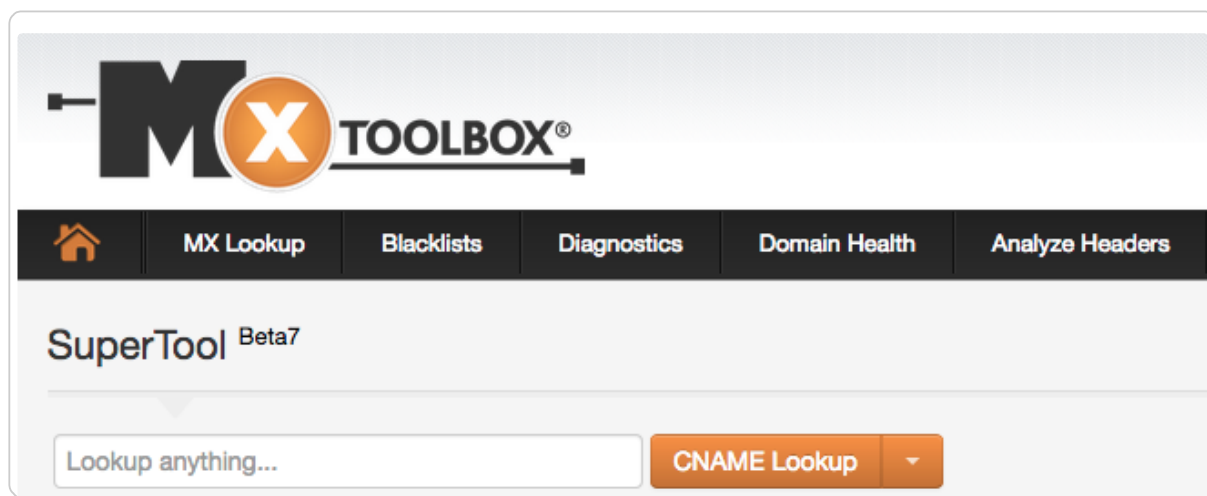 MX TOOLBOX®
MX Lookup Blacklists Diagnostics Domain Health Analyze Headers
SuperTool Beta7
Lookup anything...
CNAME Lookup